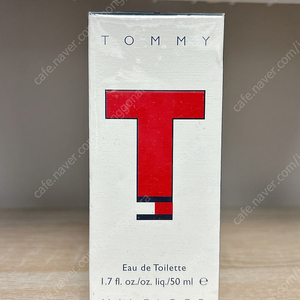 TOMMY
T
Eau de Toilette
1.7 fl. oz./oz. liq./50 ml ℮